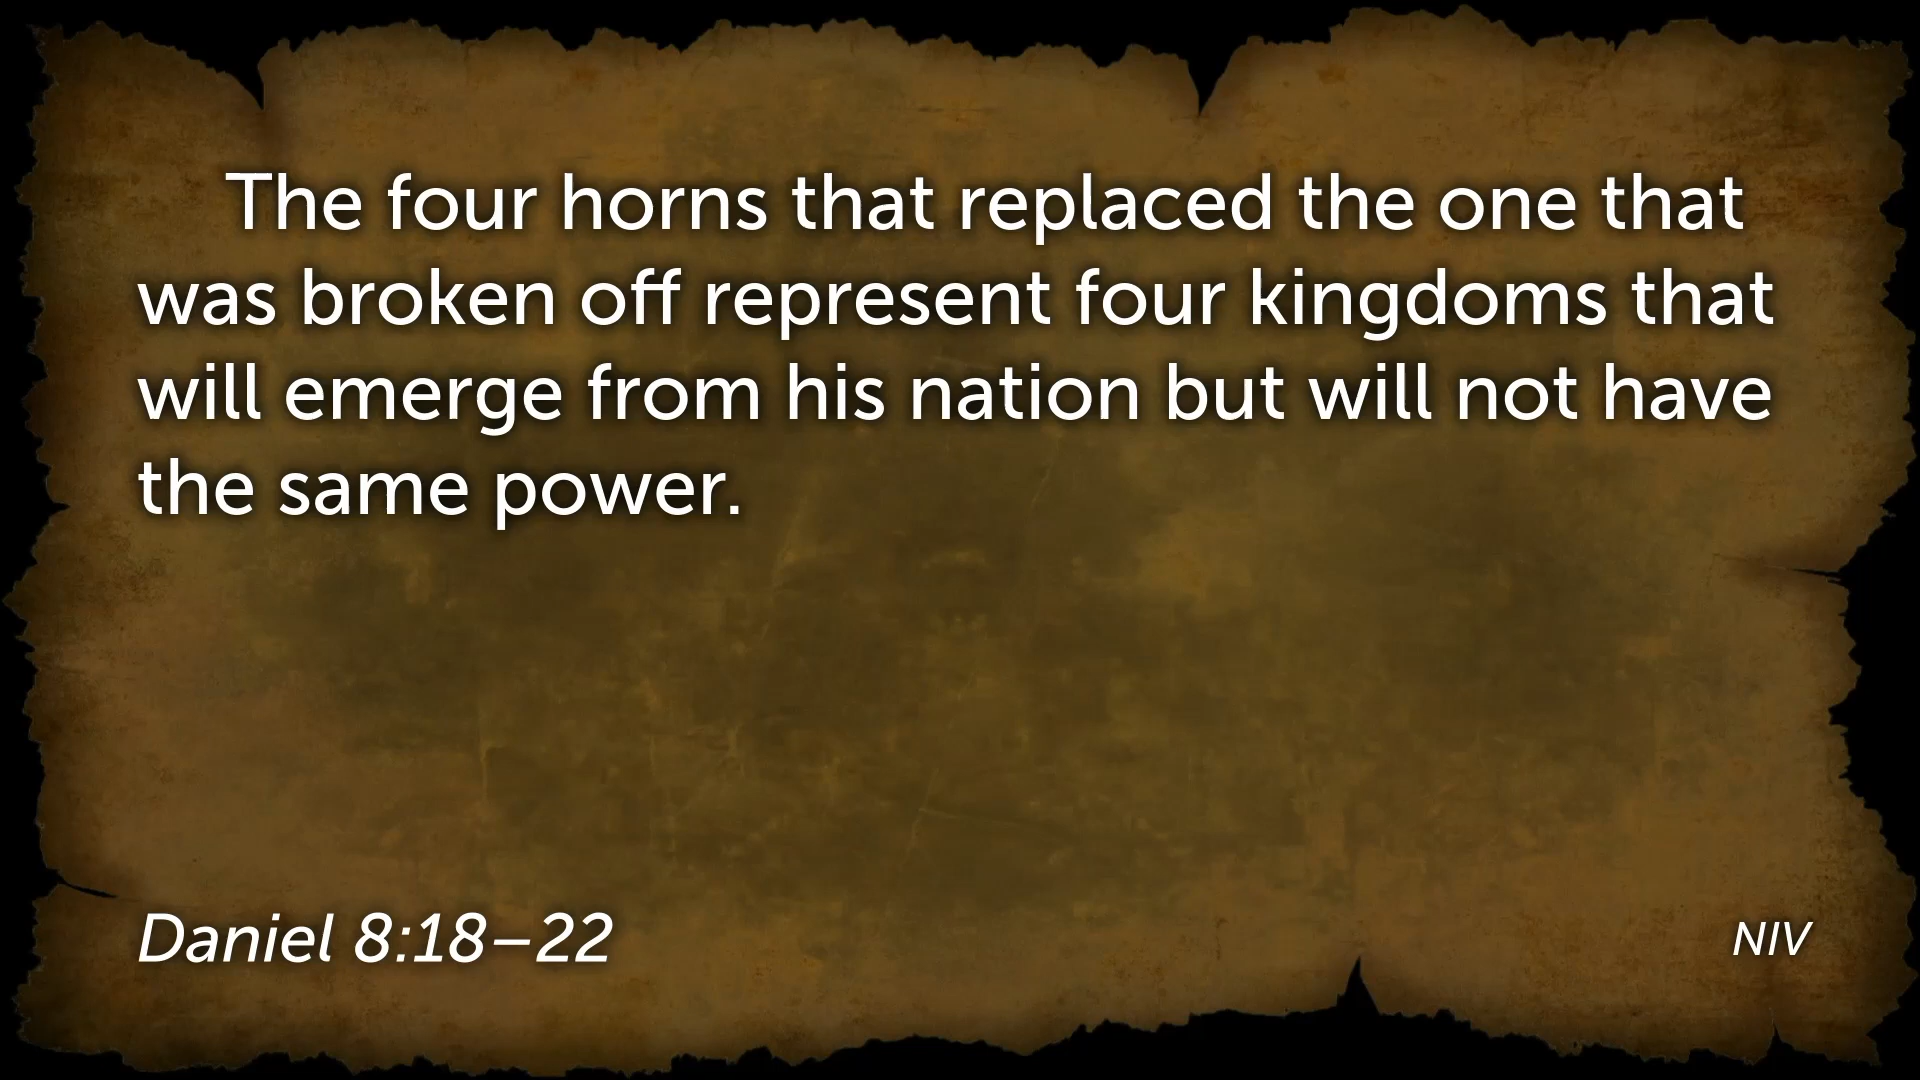 The four horns that replaced the one that
was broken off represent four kingdoms that
will emerge from his nation but will not have
the same power.
Daniel 8:18–22
NIV